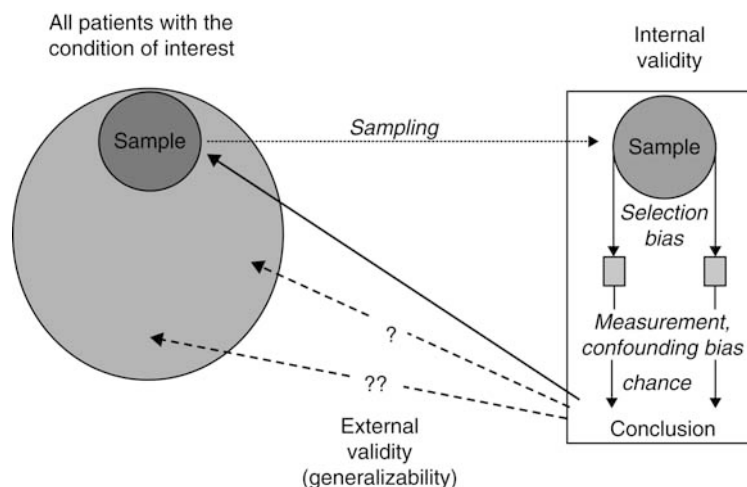 All patients with the
condition of interest
Internal
validity
Sample
Sampling
Sample
Selection
bias
Measurement,
confounding bias
?
??
chance
Conclusion
External
validity
(generalizability)